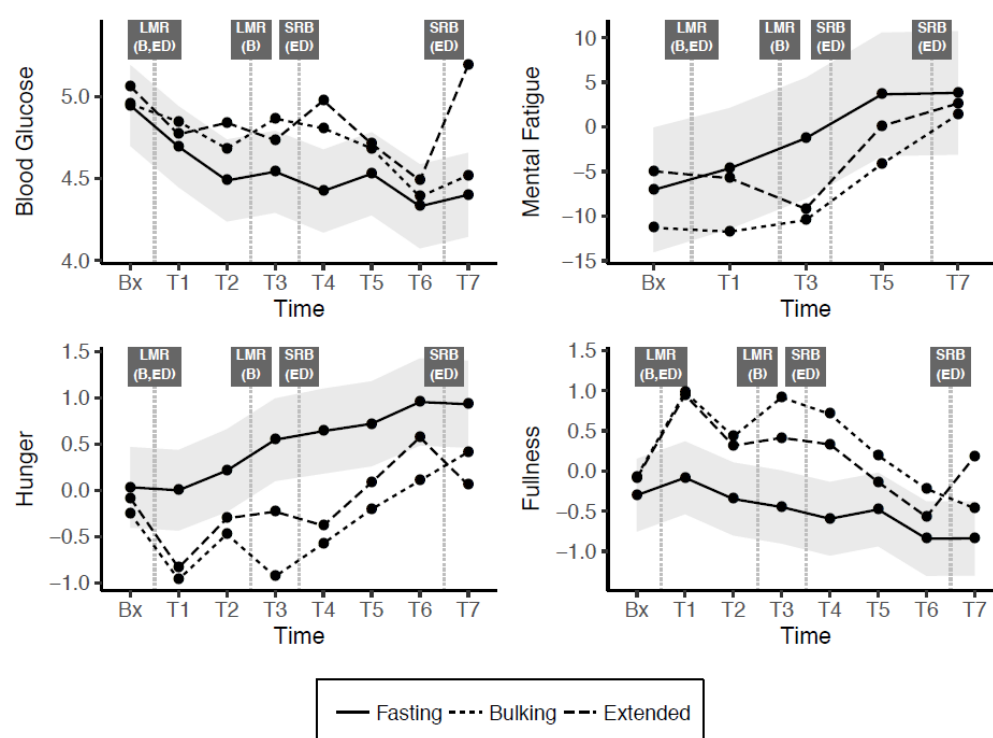 LMR
(B,ED)
LMR
(B)
SRB
(ED)
SRB
(ED)
Blood Glucose
5.0
4.5
4.0
Bx T1 T2 T3 T4 T5 T6 T7
Time
LMR
(B,ED)
LMR
(B)
SRB
(ED)
SRB
(ED)
Mental Fatigue
10
5
0
−5
−10
−15
Bx T1 T3 T5 T7
Time
LMR
(B,ED)
LMR
(B)
SRB
(ED)
SRB
(ED)
Hunger
1.5
1.0
0.5
0.0
−0.5
−1.0
Bx T1 T2 T3 T4 T5 T6 T7
Time
LMR
(B,ED)
LMR
(B)
SRB
(ED)
SRB
(ED)
Fullness
1.5
1.0
0.5
0.0
−0.5
−1.0
Bx T1 T2 T3 T4 T5 T6 T7
Time
Fasting Bulking Extended